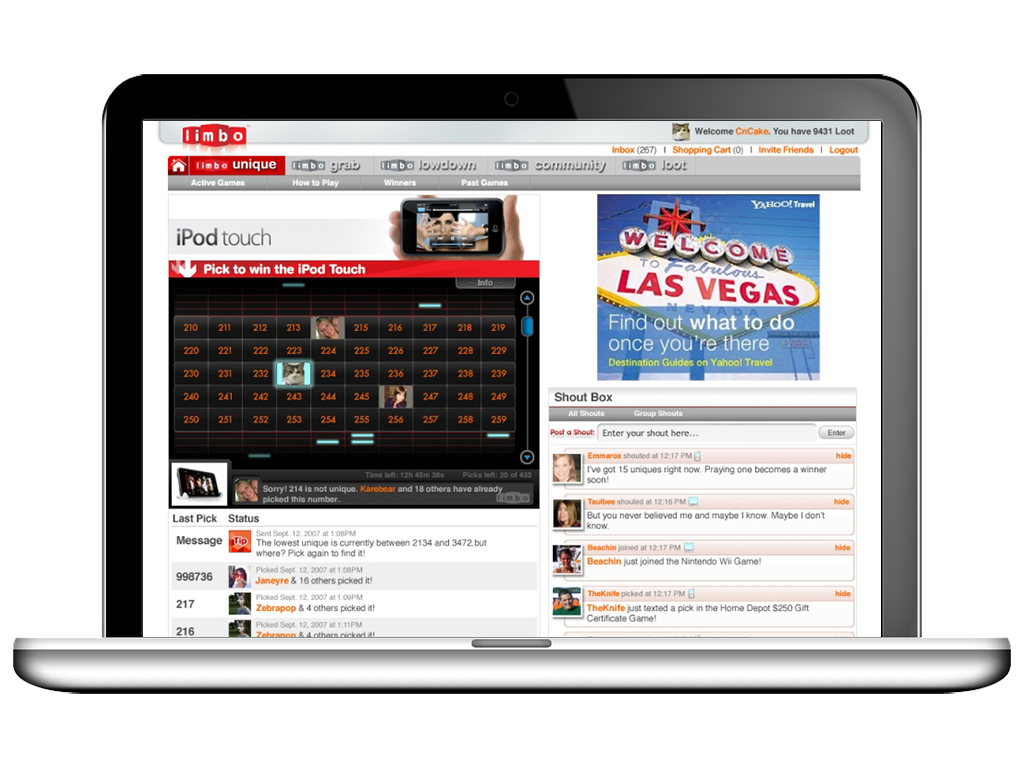 limbo
Welcome CnCake. You have 9431 Loot
Inbox (267) | Shopping Cart (0) | Invite Friends | Logout
limbo unique limbo grab limbo lowdown limbo community limbo loot
Active Games How to Play Winners Past Games
iPod touch
Pick to win the iPod Touch
Info
210 211 212 213 215 216 217 218 219
220 221 222 223 224 225 226 227 228 229
230 231 232 234 235 236 237 238 239
240 241 242 243 244 245 247 248 249
250 251 252 253 254 255 256 257 258 259
Time left: 12h 45m 38s Picks left: 20 of 430
Sorry! 214 is not unique. Karebear and 18 others have already
picked this number.
limbo
Last Pick Status
Message
Tip
Sent Sept. 12, 2007 at 1:08PM
The lowest unique is currently between 2134 and 3472,but
where? Pick again to find it!
998736
Picked Sept. 12, 2007 at 1:08PM
Janeyre & 16 others picked it!
217
Picked Sept. 12, 2007 at 1:09PM
Zebrapop & 4 others picked it!
216
Picked Sept. 12, 2007 at 1:11PM
Zebrapop & 4 others picked it!
YAHOO! Travel
WELCOME
TO Fabulous
LAS VEGAS
NEVADA
Find out what to do
once you're there
Destination Guides on Yahoo! Travel
Shout Box
All Shouts Group Shouts
Post a Shout: Enter your shout here... Enter
Emmarox shouted at 12:17 PM hide
I've got 15 uniques right now. Praying one becomes a winner
soon!
Taulbee shouted at 12:16 PM hide
But you never believed me and maybe I know. Maybe I don't
know.
Beachin joined at 12:17 PM hide
Beachin just joined the Nintendo Wii Game!
TheKnife picked at 12:17 PM hide
TheKnife just texted a pick in the Home Depot $250 Gift
Certificate Game!